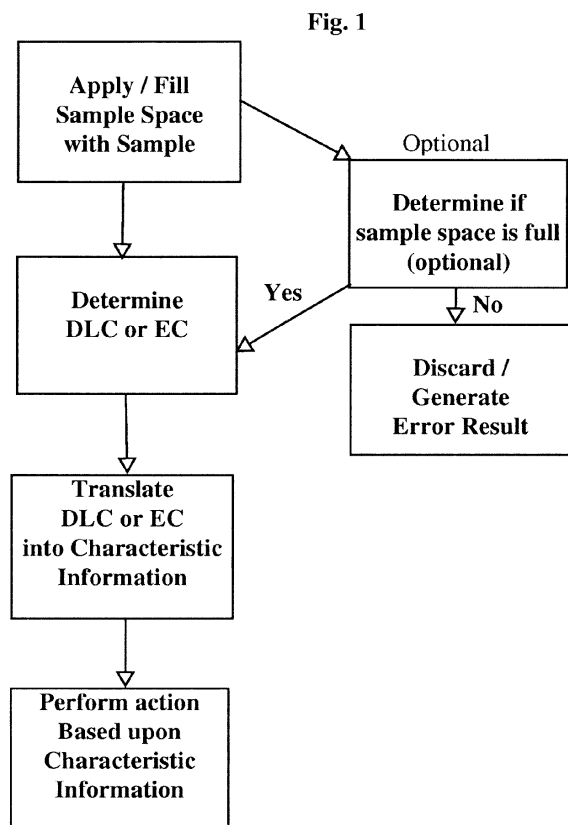 Fig. 1
Apply / Fill
Sample Space
with Sample
Optional
Determine if
sample space is full
(optional)
Yes
No
Determine
DLC or EC
Discard /
Generate
Error Result
Translate
DLC or EC
into Characteristic
Information
Perform action
Based upon
Characteristic
Information